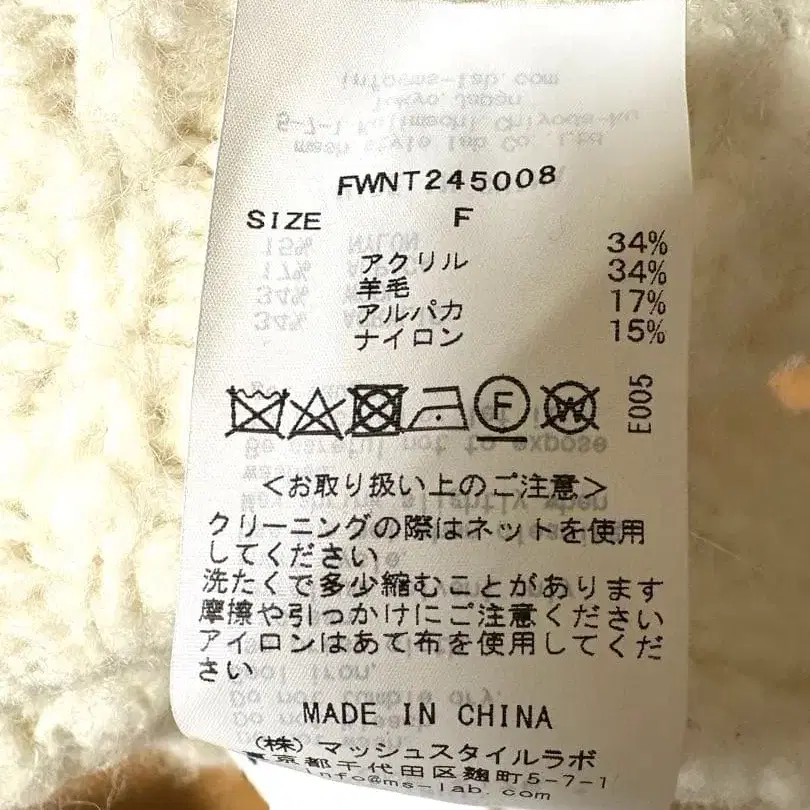 FWNT245008
SIZE F
アクリル 34%
羊毛 34%
アルパカ 17%
ナイロン 15%
F
W
E005
<お取り扱い上のご注意>
クリーニングの際はネットを使用
してください
洗たくで多少縮むことがあります
摩擦や引っかけにご注意ください
アイロンはあて布を使用してくだ
さい
MADE IN CHINA
(株)マッシュスタイルラボ
東京都千代田区麹町5-7-1
info@ms-lab.com